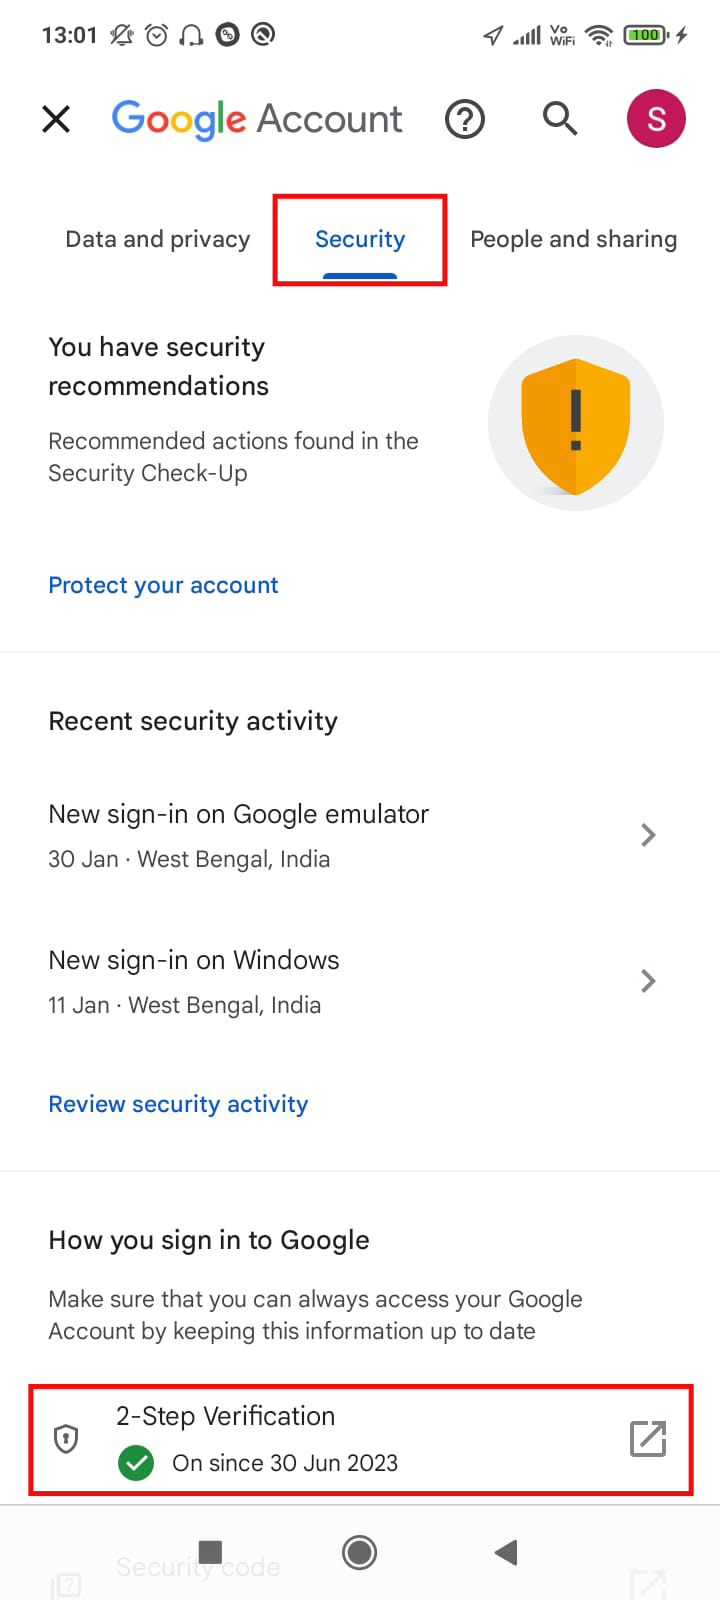 13:01
Vo
WiFi
100
Google Account
S
Data and privacy
Security
People and sharing
You have security
recommendations
Recommended actions found in the
Security Check-Up
Protect your account
Recent security activity
New sign-in on Google emulator
30 Jan · West Bengal, India
New sign-in on Windows
11 Jan · West Bengal, India
Review security activity
How you sign in to Google
Make sure that you can always access your Google
Account by keeping this information up to date
2-Step Verification
On since 30 Jun 2023
Security code